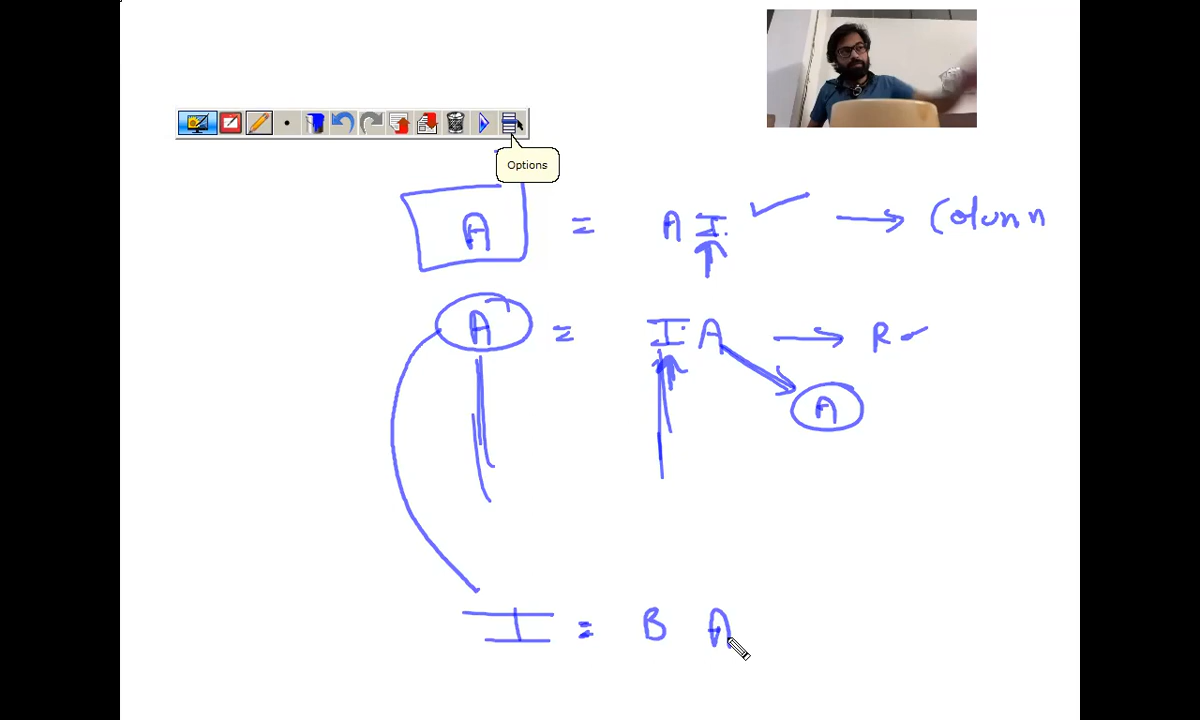 Options
A = A I. → Column
A = I. A → R
A
I = B A